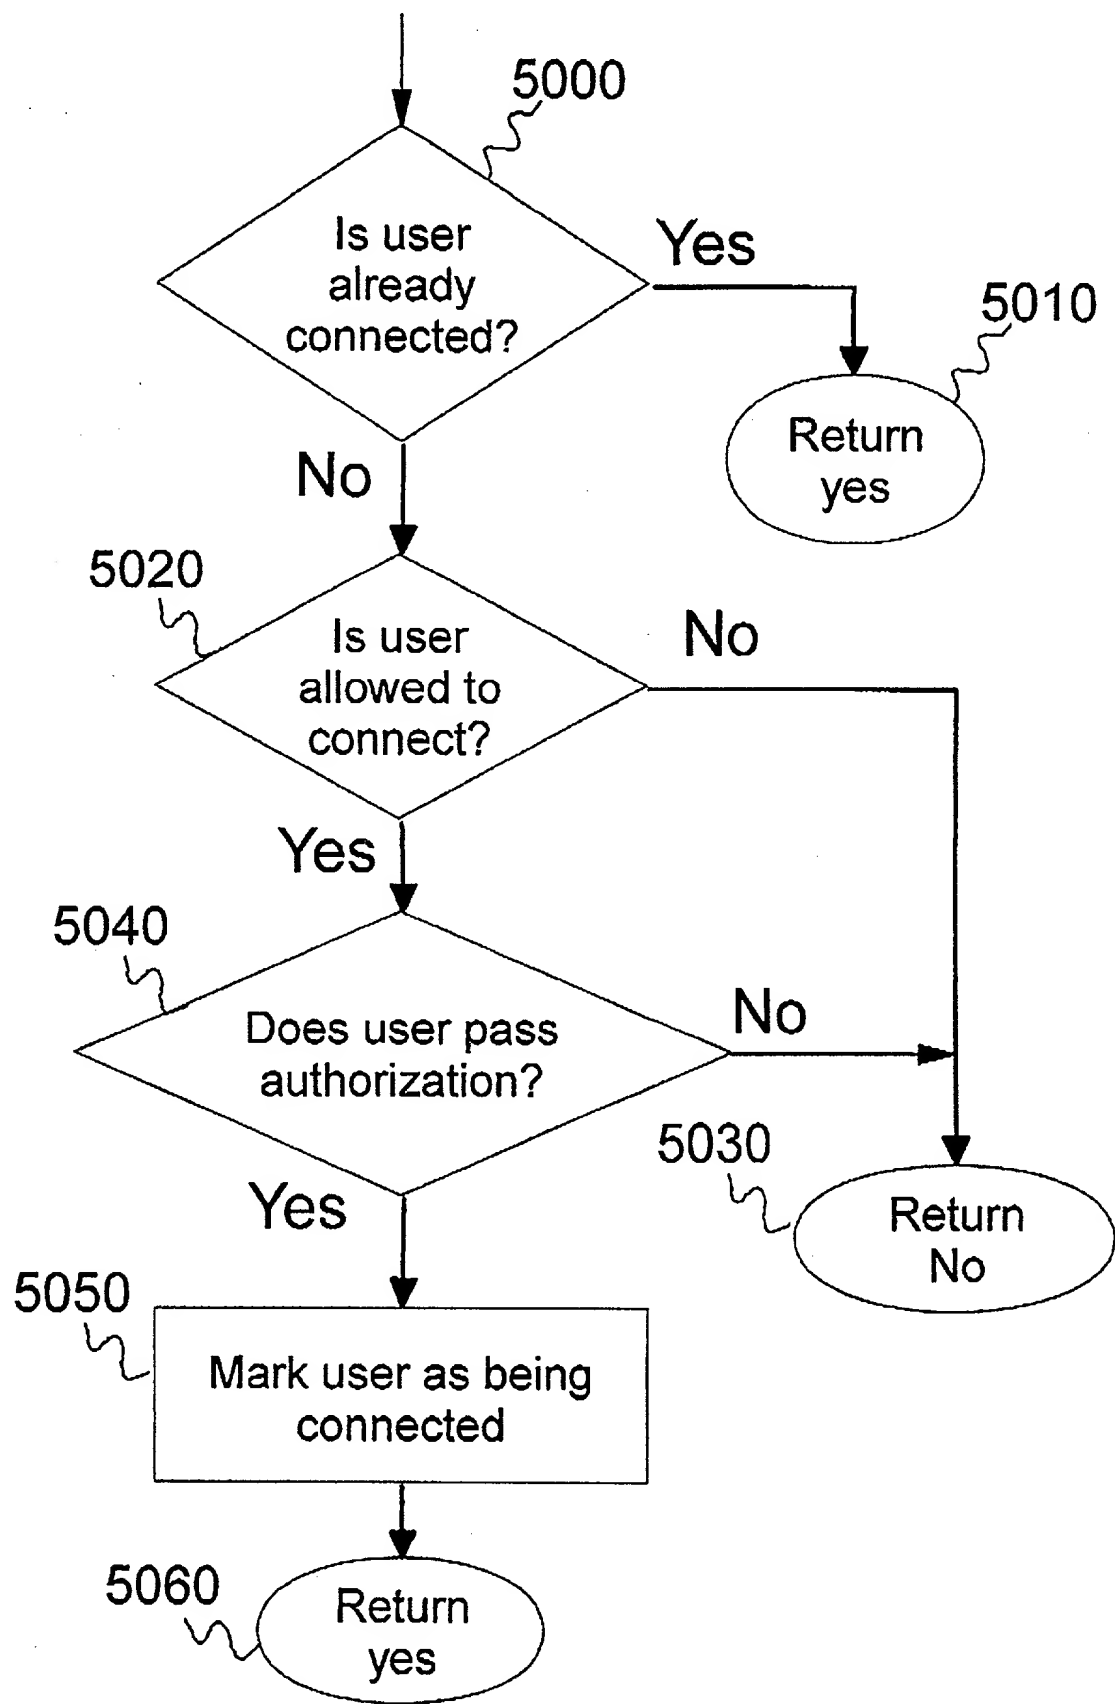 5000
Is user
already
connected?
Yes
5010
Return
yes
No
5020
Is user
allowed to
connect?
No
Yes
5040
Does user pass
authorization?
No
5030
Return
No
Yes
5050
Mark user as being
connected
5060
Return
yes